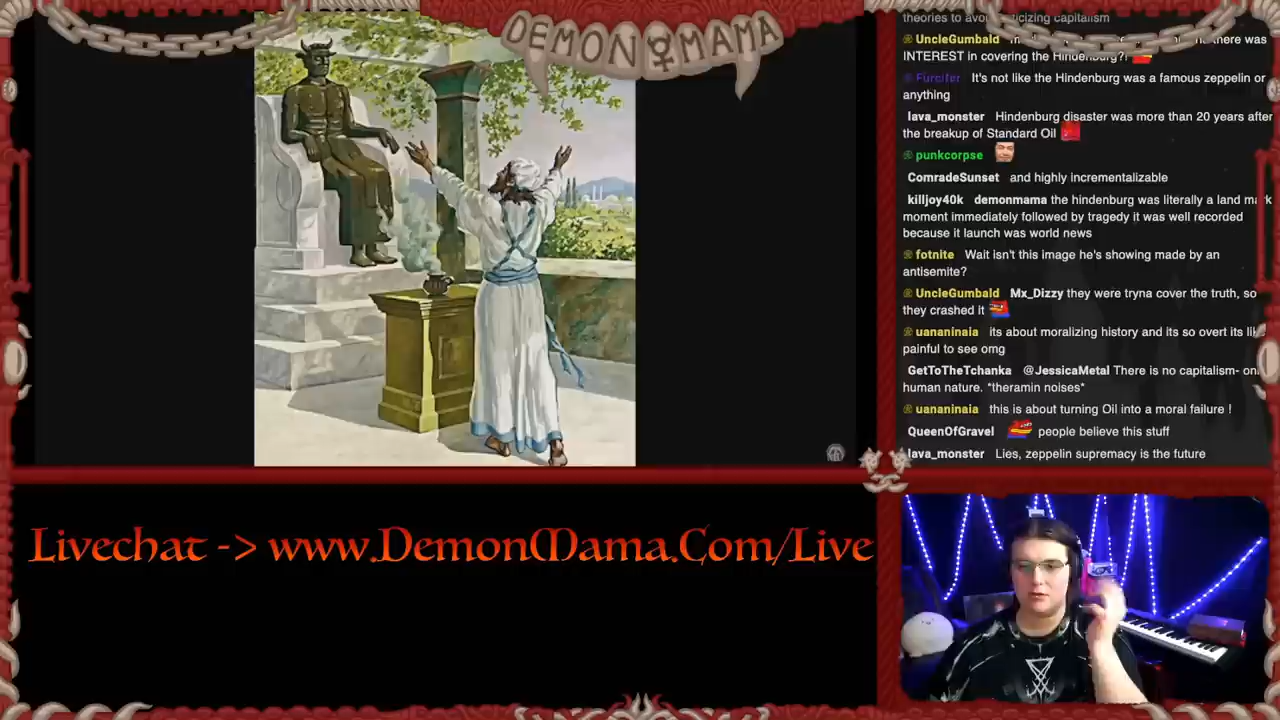 DEMON MAMA
theories to avoid criticizing capitalism
UncleGumbald there was
INTEREST in covering the Hindenburg?!
Furcifer It's not like the Hindenburg was a famous zeppelin or
anything
lava_monster Hindenburg disaster was more than 20 years after
the breakup of Standard Oil
punkcorpse
ComradeSunset and highly incrementalizable
killjoy40k demonmama the hindenburg was literally a land mark
moment immediately followed by tragedy it was well recorded
because it launch was world news
fotnite Wait isn't this image he's showing made by an
antisemite?
UncleGumbald Mx_Dizzy they were tryna cover the truth, so
they crashed it
uananinaia its about moralizing history and its so overt its like
painful to see omg
GetToTheTchanka @JessicaMetal There is no capitalism- on
human nature. *theramin noises*
uananinaia this is about turning Oil into a moral failure !
QueenOfGravel people believe this stuff
lava_monster Lies, zeppelin supremacy is the future
Livechat -> www.DemonMama.Com/Live